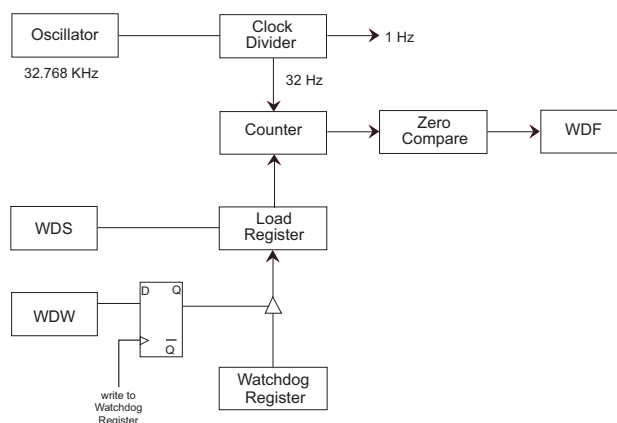 Oscillator
32.768 KHz
Clock
Divider
1 Hz
32 Hz
Counter
Zero
Compare
WDF
WDS
Load
Register
WDW
D
Q
Q
write to
Watchdog
Register
Watchdog
Register